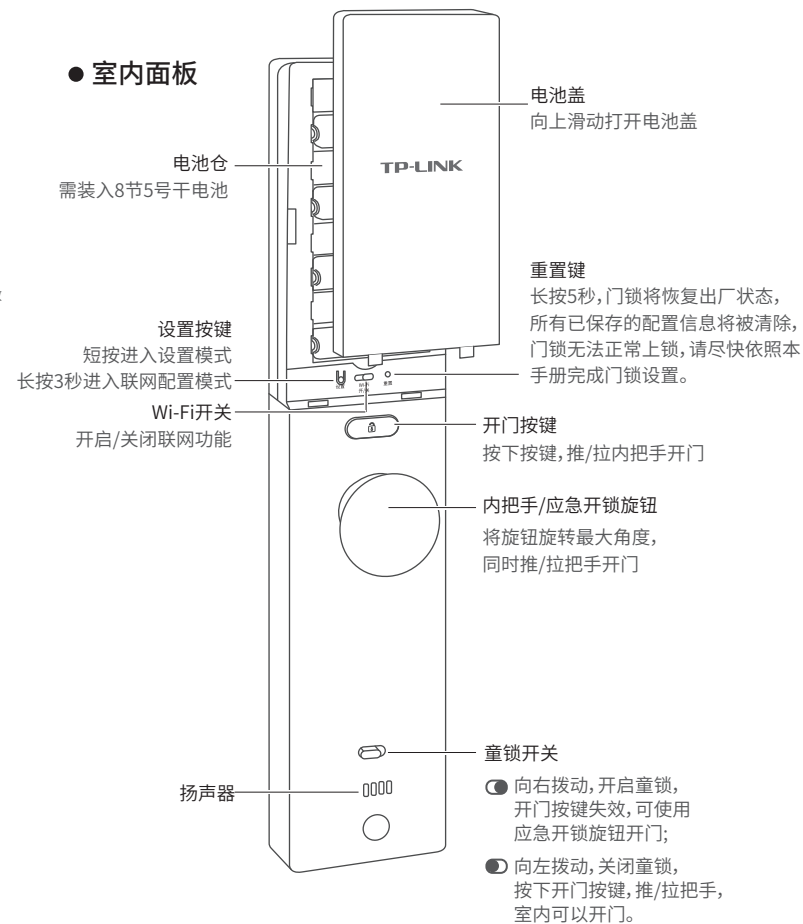 ● 室内面板
电池盖
向上滑动打开电池盖
TP-LINK
电池仓
需装入8节5号干电池
重置键
长按5秒，门锁将恢复出厂状态，
所有已保存的配置信息将被清除，
门锁无法正常上锁，请尽快依照本
手册完成门锁设置。
设置按键
短按进入设置模式
长按3秒进入联网配置模式
设置
Wi-Fi
开/关
重置
Wi-Fi开关
开启/关闭联网功能
开门按键
按下按键，推/拉内把手开门
内把手/应急开锁旋钮
将旋钮旋转最大角度，
同时推/拉把手开门
童锁开关
向右拨动，开启童锁，
开门按键失效，可使用
应急开锁旋钮开门;
向左拨动，关闭童锁，
按下开门按键，推/拉把手，
室内可以开门。
扬声器